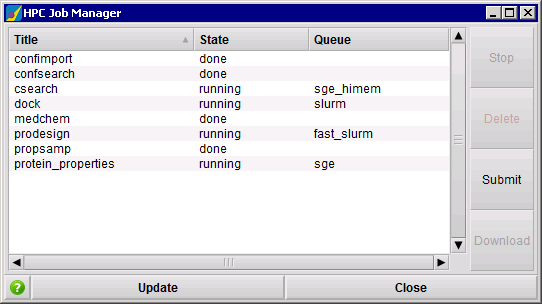 HPC Job Manager
Title State Queue
confimport done
confsearch done
csearch running sge_himem
dock running slurm
medchem done
prodesign running fast_slurm
propsamp done
protein_properties running sge
Stop
Delete
Submit
Download
? Update Close